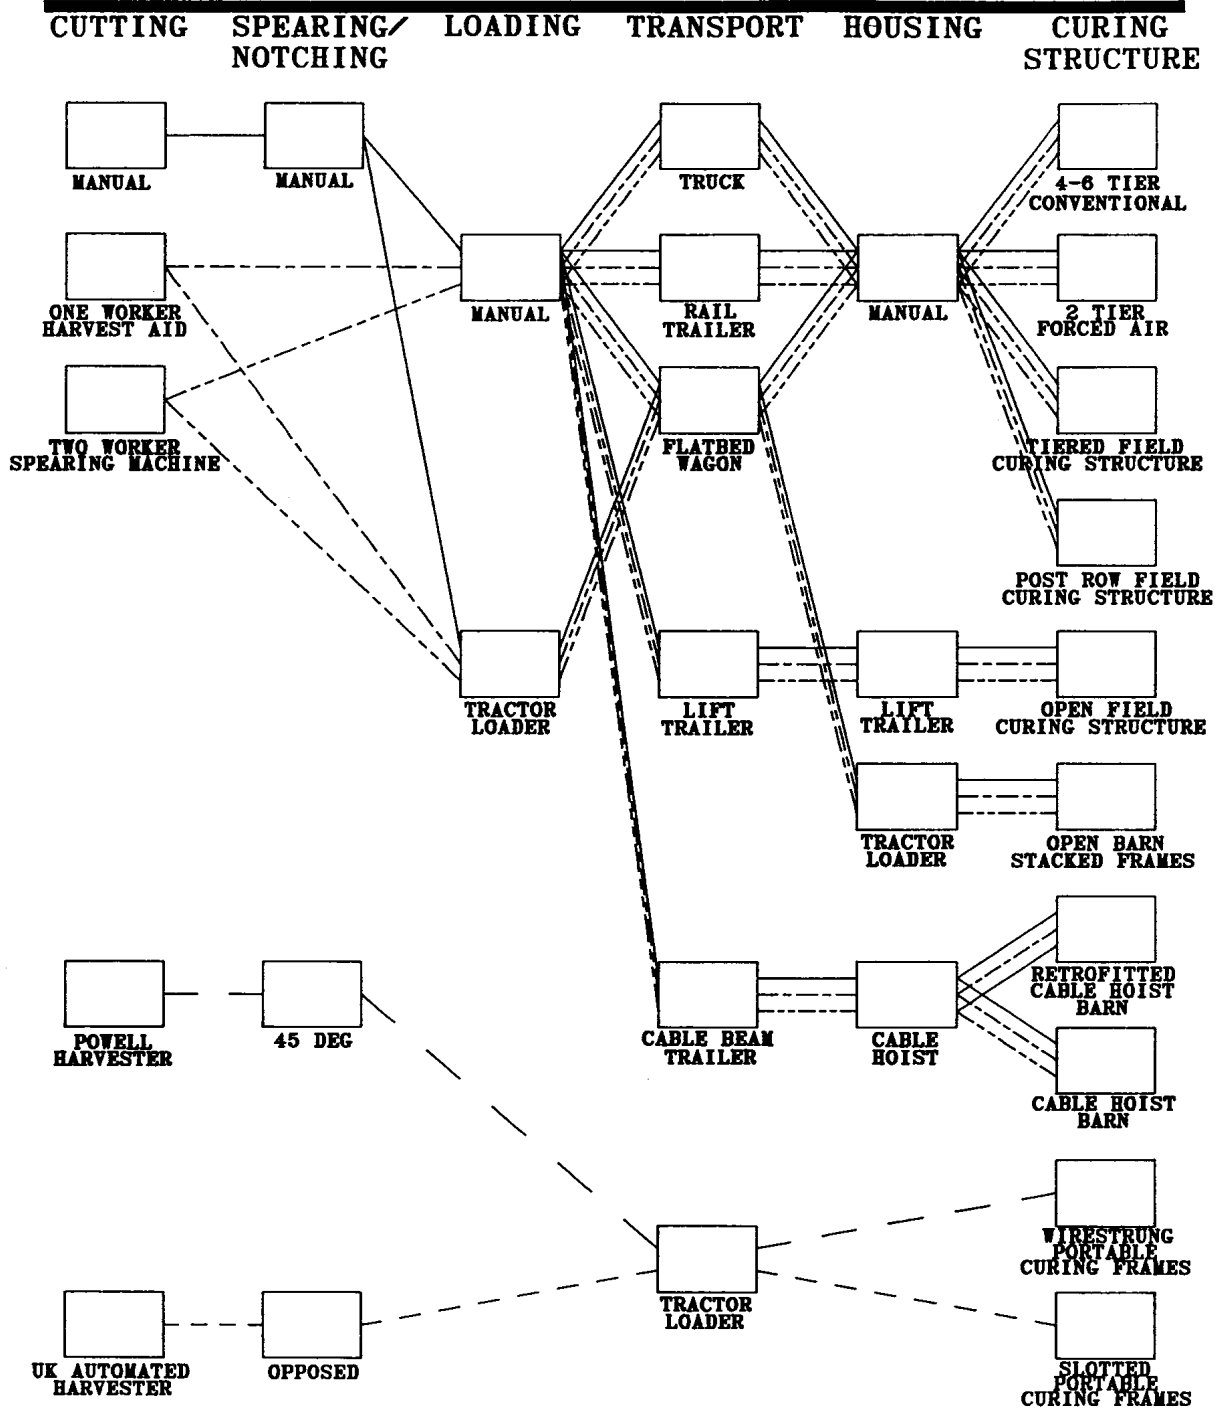 CUTTING
SPEARING/
NOTCHING
LOADING
TRANSPORT
HOUSING
CURING
STRUCTURE
MANUAL
MANUAL
TRUCK
4-6 TIER
CONVENTIONAL
ONE WORKER
HARVEST AID
MANUAL
RAIL
TRAILER
MANUAL
2 TIER
FORCED AIR
TWO WORKER
SPEARING MACHINE
FLATBED
WAGON
TIERED FIELD
CURING STRUCTURE
POST ROW FIELD
CURING STRUCTURE
TRACTOR
LOADER
LIFT
TRAILER
LIFT
TRAILER
OPEN FIELD
CURING STRUCTURE
TRACTOR
LOADER
OPEN BARN
STACKED FRAMES
RETROFITTED
CABLE HOIST
BARN
POWELL
HARVESTER
45 DEG
CABLE BEAM
TRAILER
CABLE
HOIST
CABLE HOIST
BARN
WIRESTRUNG
PORTABLE
CURING FRAMES
TRACTOR
LOADER
UK AUTOMATED
HARVESTER
OPPOSED
SLOTTED
PORTABLE
CURING FRAMES